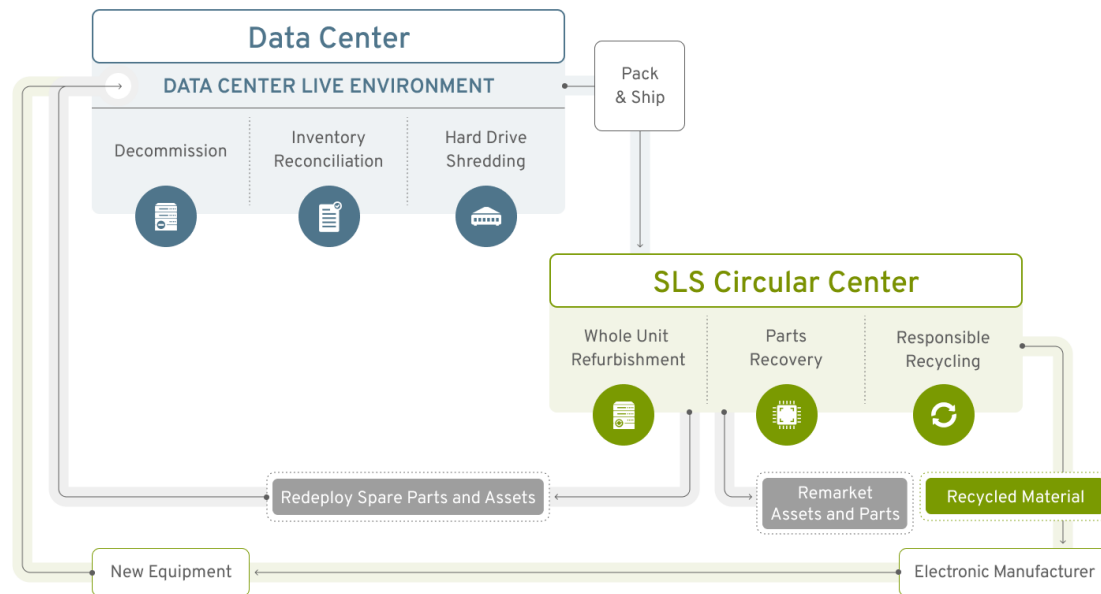 Data Center
DATA CENTER LIVE ENVIRONMENT
Pack
& Ship
Decommission
Inventory
Reconciliation
Hard Drive
Shredding
SLS Circular Center
Whole Unit
Refurbishment
Parts
Recovery
Responsible
Recycling
Redeploy Spare Parts and Assets
Remarket
Assets and Parts
Recycled Material
New Equipment
Electronic Manufacturer